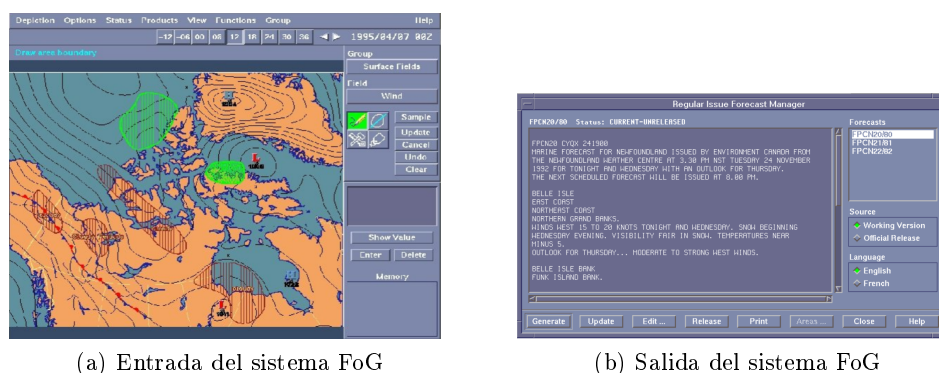 Depiction Options Status Products View Functions Group Help
-12 -06 00 06 12 18 24 30 36 1995/04/07 00Z
Draw area boundary
Group
Surface Fields
Field
Wind
Sample
Update
Cancel
Undo
Clear
Show Value
Enter Delete
Memory
(a) Entrada del sistema FoG
Regular Issue Forecast Manager
FPCN20/80 Status: CURRENT-UNRELEASED
Forecasts
FPCN20/80
FPCN21/81
FPCN22/82
FPCN20 CYQX 241900
MARINE FORECAST FOR NEWFOUNDLAND ISSUED BY ENVIRONMENT CANADA FROM
THE NEWFOUNDLAND WEATHER CENTRE AT 3.30 PM NST TUESDAY 24 NOVEMBER
1992 FOR TONIGHT AND WEDNESDAY WITH AN OUTLOOK FOR THURSDAY.
THE NEXT SCHEDULED FORECAST WILL BE ISSUED AT 8.00 PM.
BELLE ISLE
EAST COAST
NORTHEAST COAST
NORTHERN GRAND BANKS.
WINDS WEST 15 TO 20 KNOTS TONIGHT AND WEDNESDAY. SNOW BEGINNING
WEDNESDAY EVENING. VISIBILITY FAIR IN SNOW. TEMPERATURES NEAR
MINUS 5.
OUTLOOK FOR THURSDAY... MODERATE TO STRONG WEST WINDS.
BELLE ISLE BANK
FUNK ISLAND BANK.
Source
Working Version
Official Release
Language
English
French
Generate Update Edit ... Release Print Areas ... Close Help
(b) Salida del sistema FoG